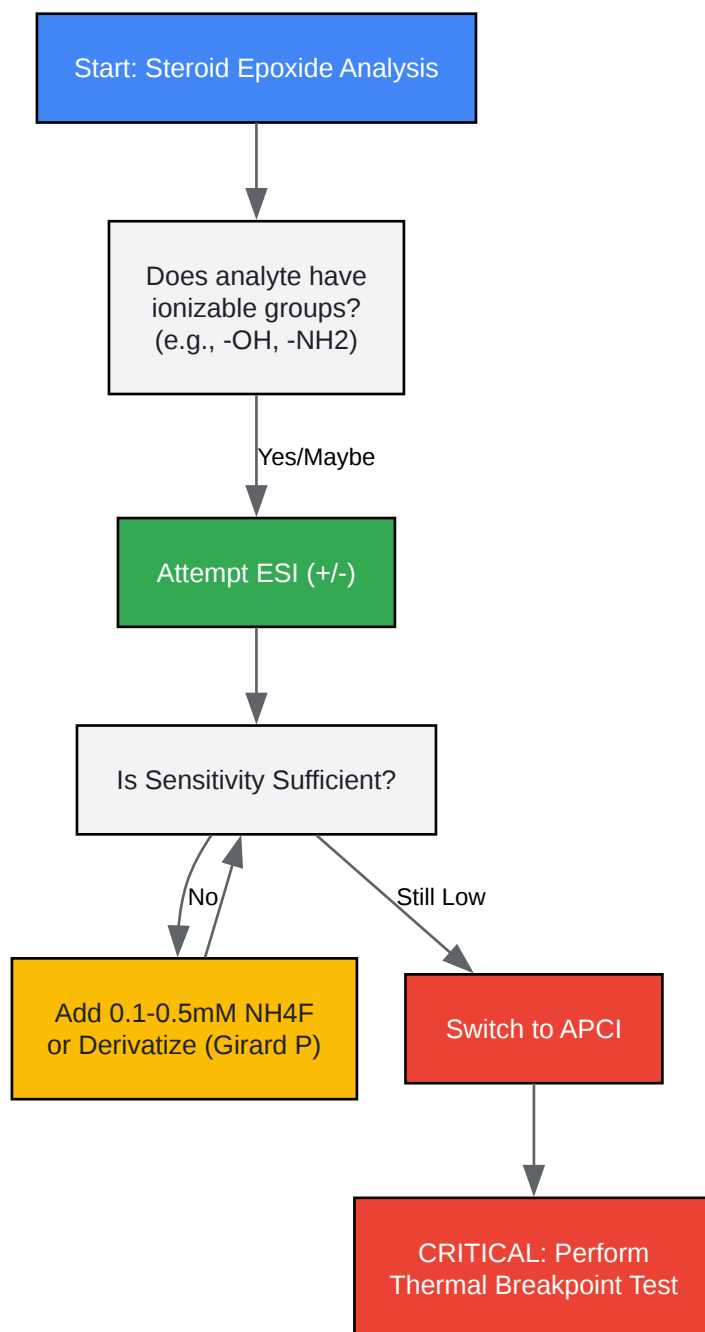 Start: Steroid Epoxide Analysis
Does analyte have
ionizable groups?
(e.g., -OH, -NH2)
Yes/Maybe
Attempt ESI (+/-)
Is Sensitivity Sufficient?
No
Still Low
Add 0.1-0.5mM NH4F
or Derivatize (Girard P)
Switch to APCI
CRITICAL: Perform
Thermal Breakpoint Test